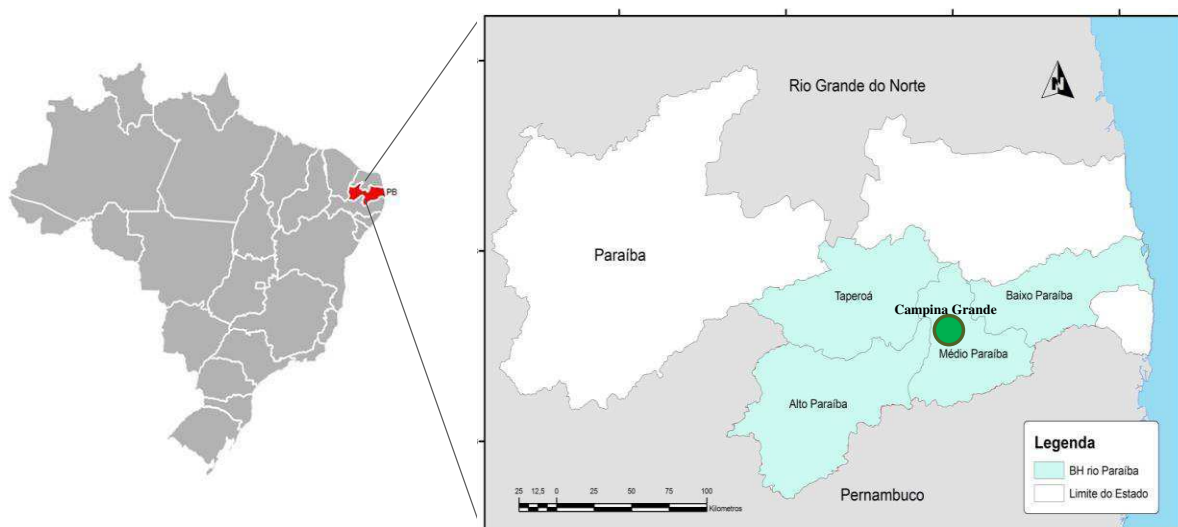 PB
Rio Grande do Norte
N
Paraíba
Taperoá
Baixo Paraíba
Campina Grande
Médio Paraíba
Alto Paraíba
Pernambuco
25 12,5 0 25 50 75 100
Kilometros
Legenda
BH rio Paraíba
Limite do Estado